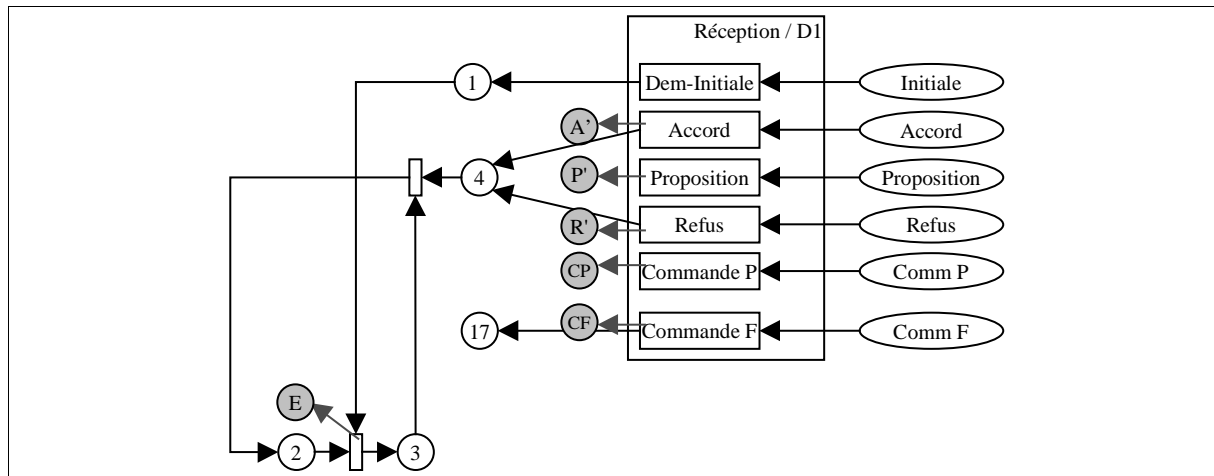 Réception / D1
1
Dem-Initiale
Initiale
A’
Accord
Accord
4
P'
Proposition
Proposition
R'
Refus
Refus
CP
Commande P
Comm P
17
CF
Commande F
Comm F
E
2
3